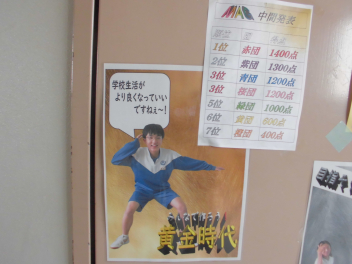 中間発表
1位 赤団 1400点
2位 紫団 1300点
3位 青団 1200点
3位 桜団 1200点
5位 緑団 1000点
6位 黄団 600点
7位 橙団 400点
学校生活が
より良くなっていい
ですねぇ~!
黄金時代